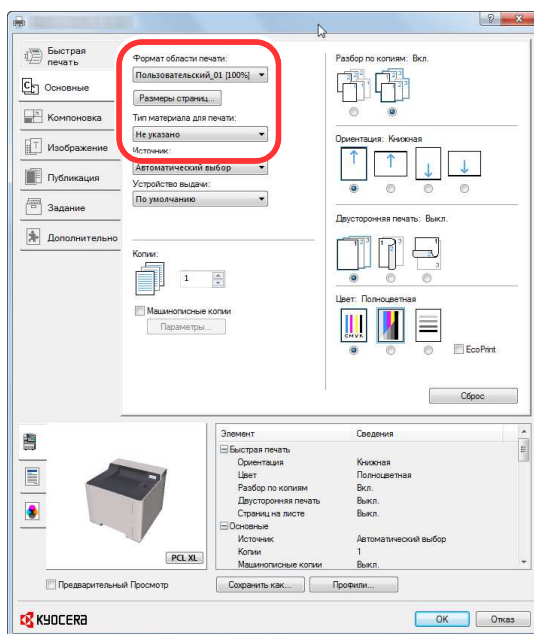 Быстрая
печать
Основные
Компоновка
Изображение
Публикация
Задание
Дополнительно
Формат области печати:
Пользовательский_01 [100%]
Размеры страниц...
Тип материала для печати:
Не указано
Источник:
Автоматический выбор
Устройство выдачи:
По умолчанию
Копии:
1
Машинописные копии
Параметры...
Разбор по копиям: Вкл.
Ориентация: Книжная
Двусторонняя печать: Выкл.
Цвет: Полноцветная
CMYK
EcoPrint
Сброс
PCL XL
Предварительный Просмотр
Элемент Сведения
Быстрая печать
Ориентация Книжная
Цвет Полноцветная
Разбор по копиям Вкл.
Двусторонняя печать Выкл.
Страниц на листе Выкл.
Основные
Источник Автоматический выбор
Копии 1
Машинописные копии Выкл.
Сохранить как... Профили...
KYOCERA
OK Отказ